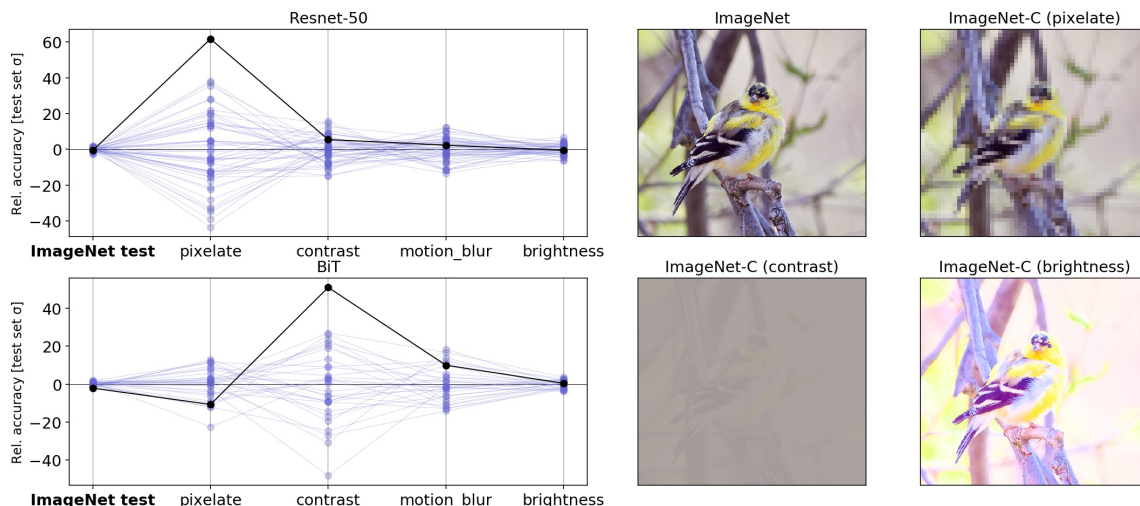 Resnet-50
Rel. accuracy [test set σ]
60
40
20
0
−20
−40
ImageNet test pixelate contrast motion_blur brightness
BiT
Rel. accuracy [test set σ]
40
20
0
−20
−40
ImageNet test pixelate contrast motion_blur brightness
ImageNet
ImageNet-C (pixelate)
ImageNet-C (contrast)
ImageNet-C (brightness)